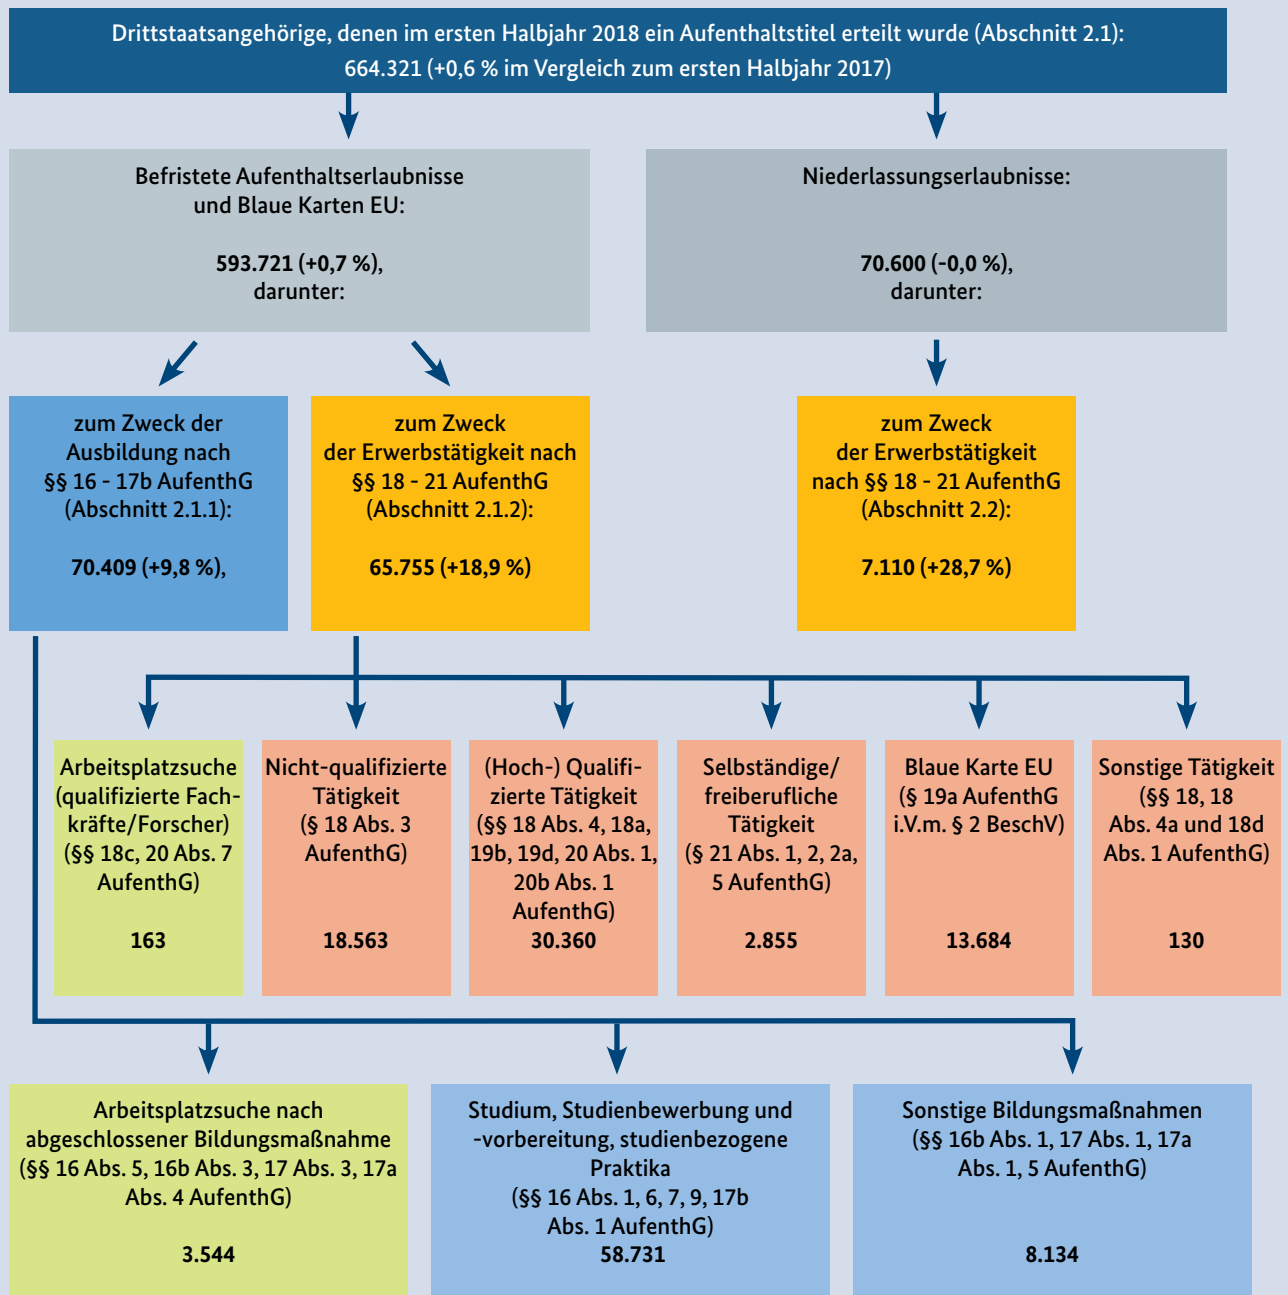 Drittstaatsangehörige, denen im ersten Halbjahr 2018 ein Aufenthaltstitel erteilt wurde (Abschnitt 2.1):
664.321 (+0,6 % im Vergleich zum ersten Halbjahr 2017)
Befristete Aufenthaltserlaubnisse
und Blaue Karten EU:
593.721 (+0,7 %),
darunter:
Niederlassungserlaubnisse:
70.600 (-0,0 %),
darunter:
zum Zweck der
Ausbildung nach
§§ 16 - 17b AufenthG
(Abschnitt 2.1.1):
70.409 (+9,8 %),
zum Zweck
der Erwerbstätigkeit nach
§§ 18 - 21 AufenthG
(Abschnitt 2.1.2):
65.755 (+18,9 %)
zum Zweck
der Erwerbstätigkeit
nach §§ 18 - 21 AufenthG
(Abschnitt 2.2):
7.110 (+28,7 %)
Arbeitsplatzsuche
(qualifizierte Fach-
kräfte/Forscher)
(§§ 18c, 20 Abs. 7
AufenthG)
163
Nicht-qualifizierte
Tätigkeit
(§ 18 Abs. 3
AufenthG)
18.563
(Hoch-) Qualifi-
zierte Tätigkeit
(§§ 18 Abs. 4, 18a,
19b, 19d, 20 Abs. 1,
20b Abs. 1
AufenthG)
30.360
Selbständige/
freiberufliche
Tätigkeit
(§ 21 Abs. 1, 2, 2a,
5 AufenthG)
2.855
Blaue Karte EU
(§ 19a AufenthG
i.V.m. § 2 BeschV)
13.684
Sonstige Tätigkeit
(§§ 18, 18
Abs. 4a und 18d
Abs. 1 AufenthG)
130
Arbeitsplatzsuche nach
abgeschlossener Bildungsmaßnahme
(§§ 16 Abs. 5, 16b Abs. 3, 17 Abs. 3, 17a
Abs. 4 AufenthG)
3.544
Studium, Studienbewerbung und
-vorbereitung, studienbezogene
Praktika
(§§ 16 Abs. 1, 6, 7, 9, 17b
Abs. 1 AufenthG)
58.731
Sonstige Bildungsmaßnahmen
(§§ 16b Abs. 1, 17 Abs. 1, 17a
Abs. 1, 5 AufenthG)
8.134